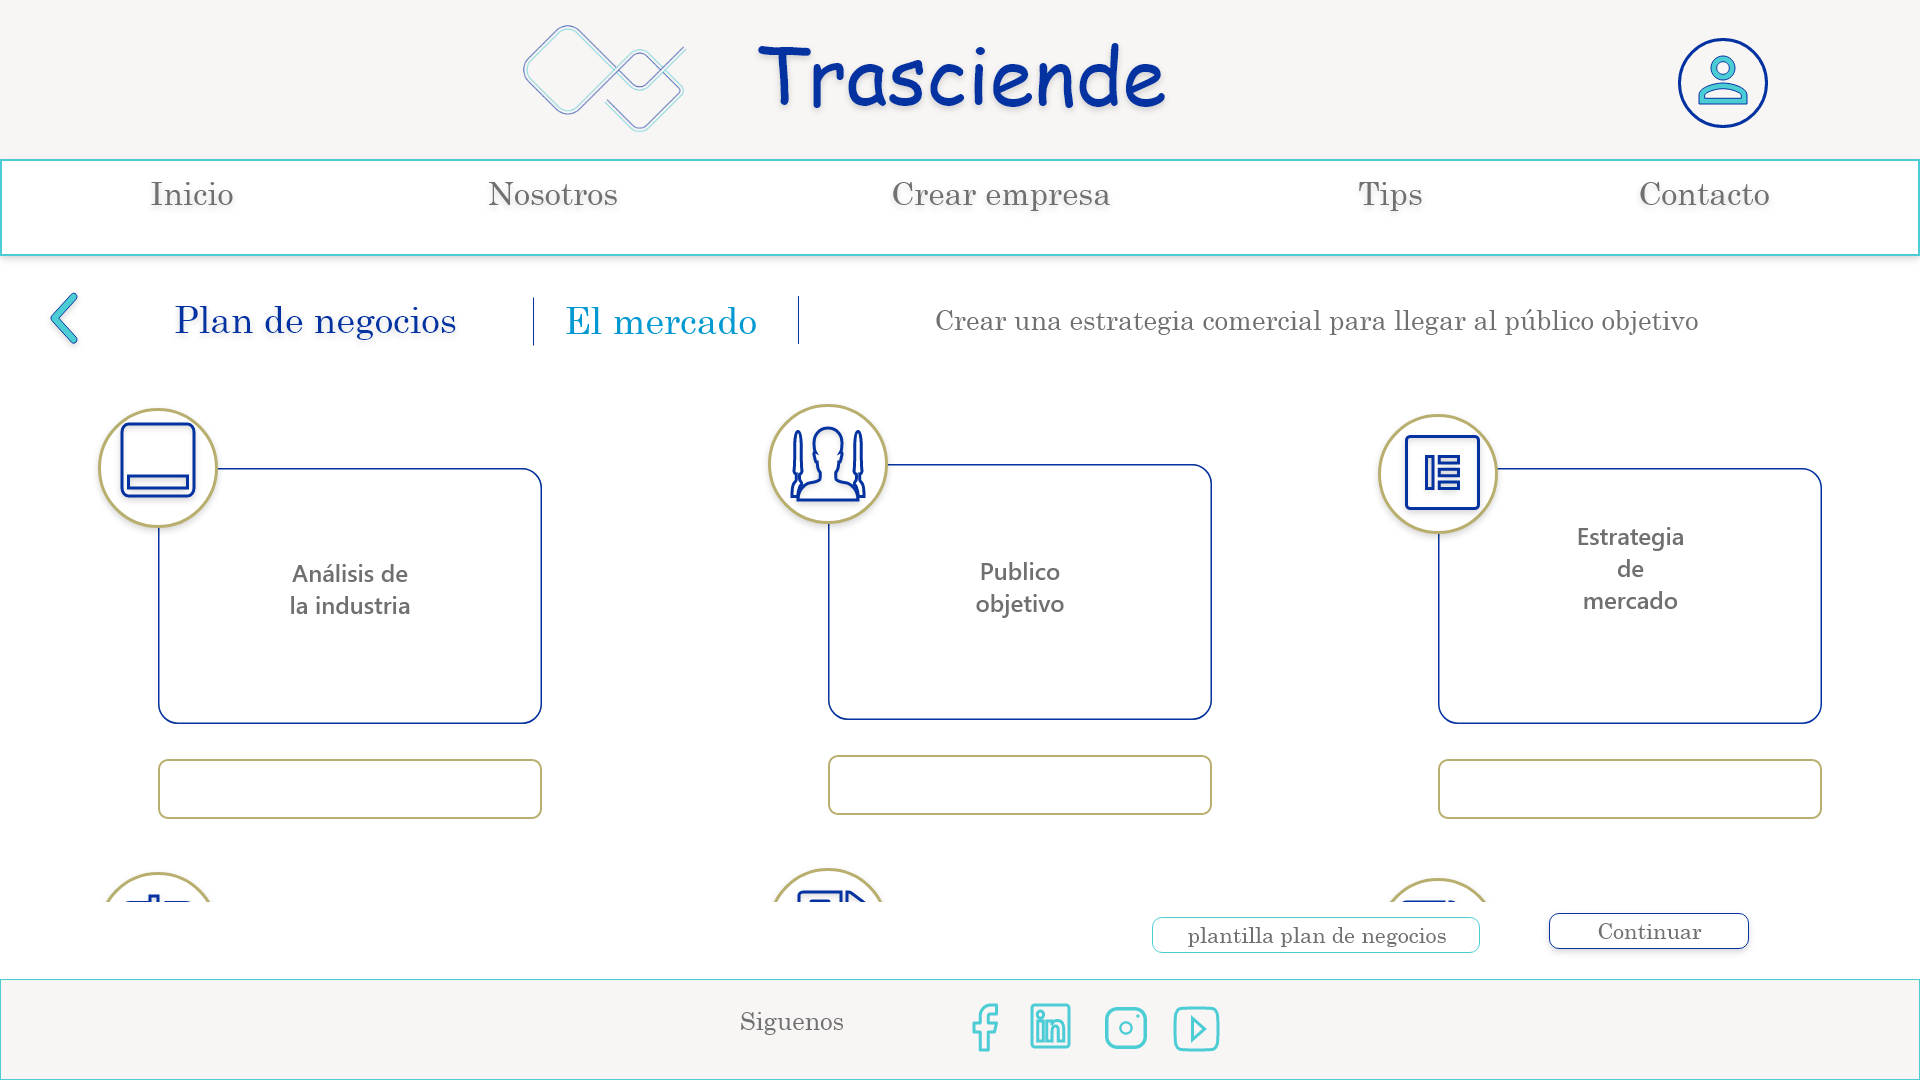 Trasciende
Inicio
Nosotros
Crear empresa
Tips
Contacto
Plan de negocios
El mercado
Crear una estrategia comercial para llegar al público objetivo
Análisis de
la industria
Publico
objetivo
Estrategia
de
mercado
plantilla plan de negocios
Continuar
Siguenos